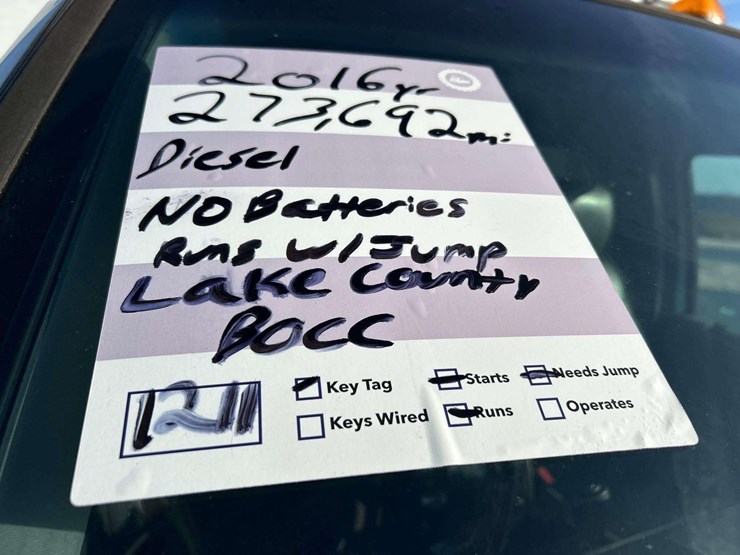 2016yr
273,692mi
Diesel
NO Batteries
Runs w/ Jump
Lake County
BOCC
1211
Key Tag
Starts
Needs Jump
Keys Wired
Runs
Operates